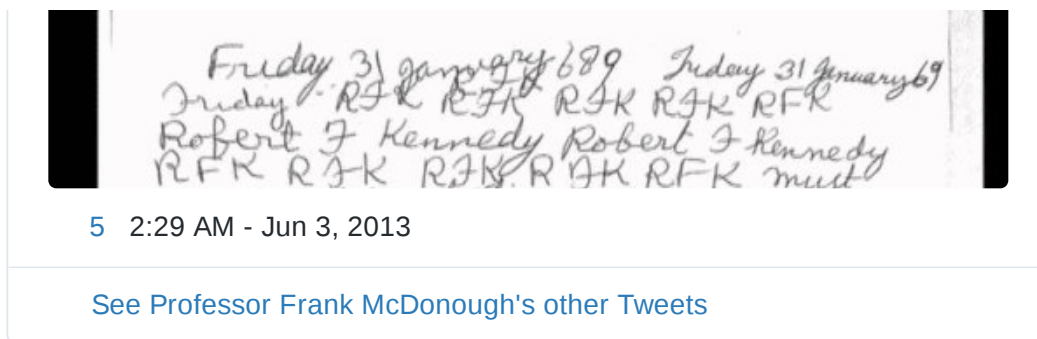 Friday 31 January 689 Friday 31 January 69
Friday RFK RFK RFK RFK RFK
Robert F Kennedy Robert F Kennedy
RFK RFK RFK R FK RFK must
5 2:29 AM - Jun 3, 2013
See Professor Frank McDonough's other Tweets